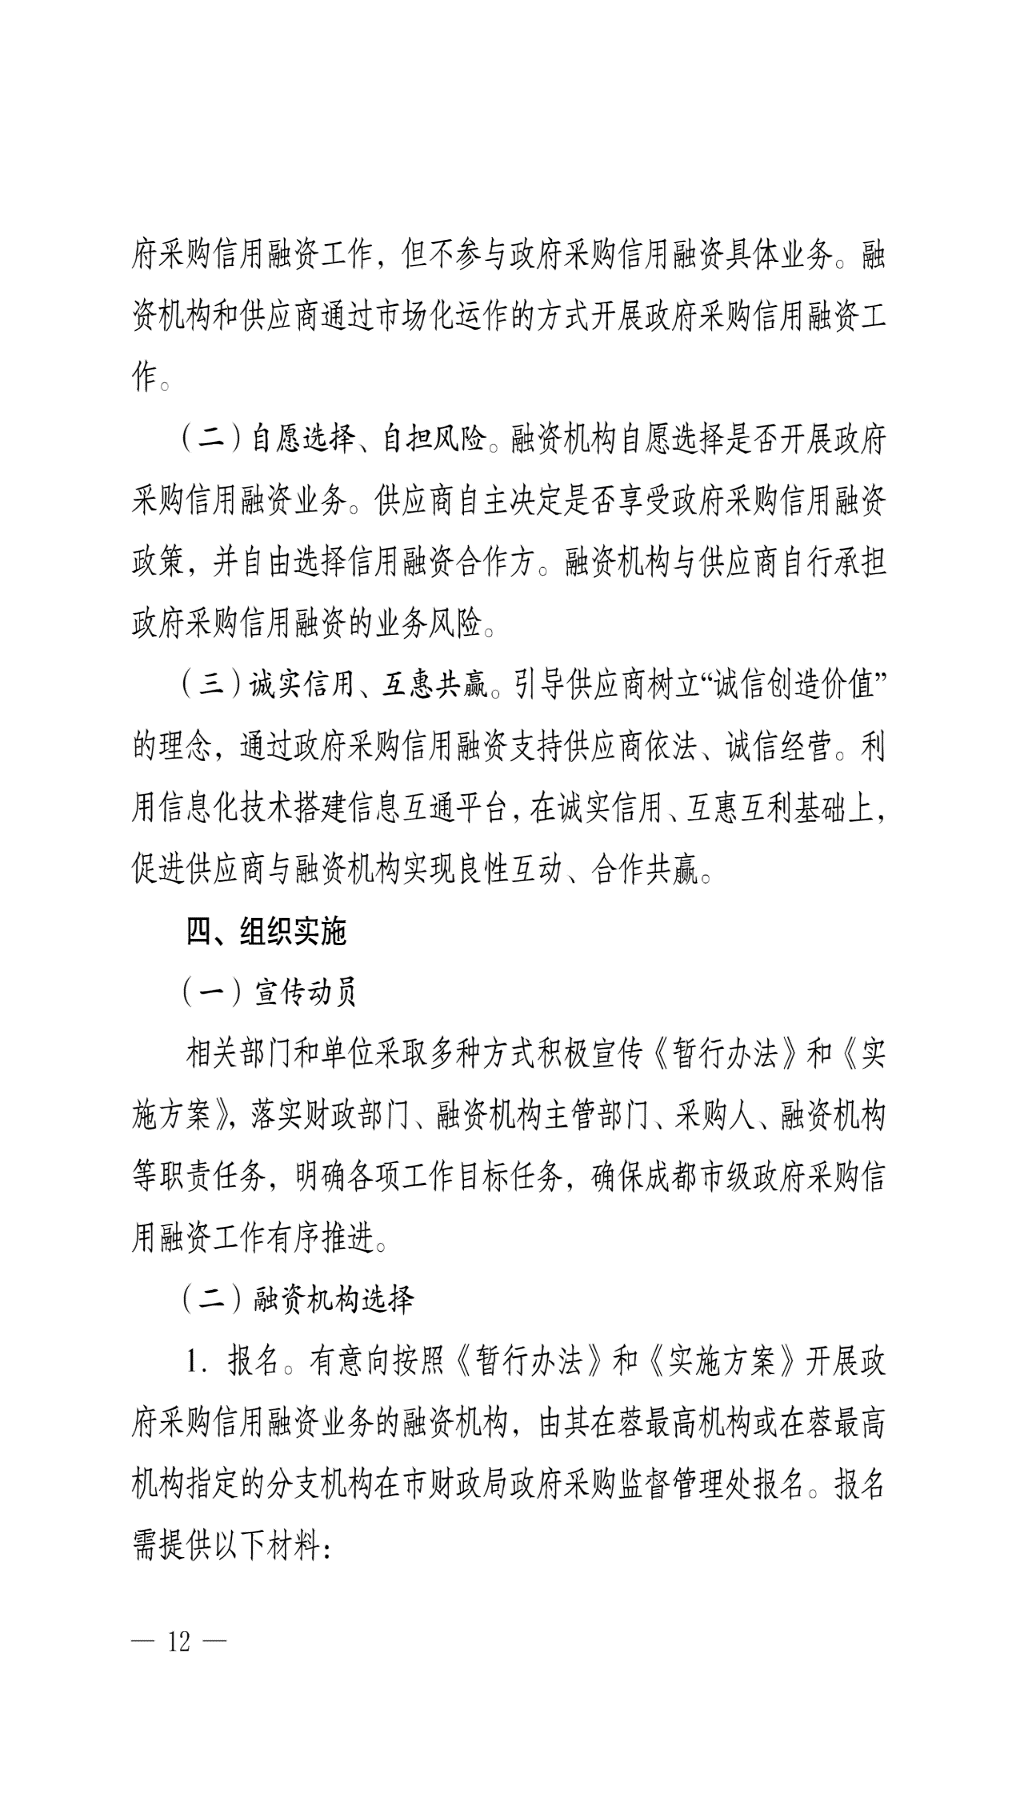 府采购信用融资工作，但不参与政府采购信用融资具体业务。融
资机构和供应商通过市场化运作的方式开展政府采购信用融资工
作。
（二）自愿选择、自担风险。融资机构自愿选择是否开展政府
采购信用融资业务。供应商自主决定是否享受政府采购信用融资
政策，并自由选择信用融资合作方。融资机构与供应商自行承担
政府采购信用融资的业务风险。
（三）诚实信用、互惠共赢。引导供应商树立“诚信创造价值”
的理念，通过政府采购信用融资支持供应商依法、诚信经营。利
用信息化技术搭建信息互通平台，在诚实信用、互惠互利基础上，
促进供应商与融资机构实现良性互动、合作共赢。
四、组织实施
（一）宣传动员
相关部门和单位采取多种方式积极宣传《暂行办法》和《实
施方案》，落实财政部门、融资机构主管部门、采购人、融资机构
等职责任务，明确各项工作目标任务，确保成都市级政府采购信
用融资工作有序推进。
（二）融资机构选择
1．报名。有意向按照《暂行办法》和《实施方案》开展政
府采购信用融资业务的融资机构，由其在蓉最高机构或在蓉最高
机构指定的分支机构在市财政局政府采购监督管理处报名。报名
需提供以下材料：
— 12 —